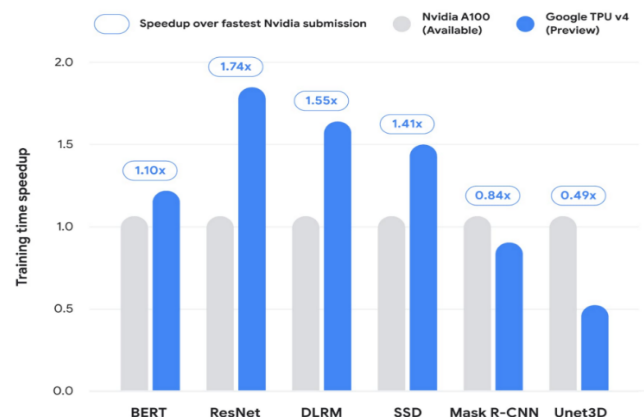 Speedup over fastest Nvidia submission
Nvidia A100
(Available)
Google TPU v4
(Preview)
Training time speedup
2.0
1.5
1.0
0.5
0.0
1.10x
1.74x
1.55x
1.41x
0.84x
0.49x
BERT
ResNet
DLRM
SSD
Mask R-CNN
Unet3D